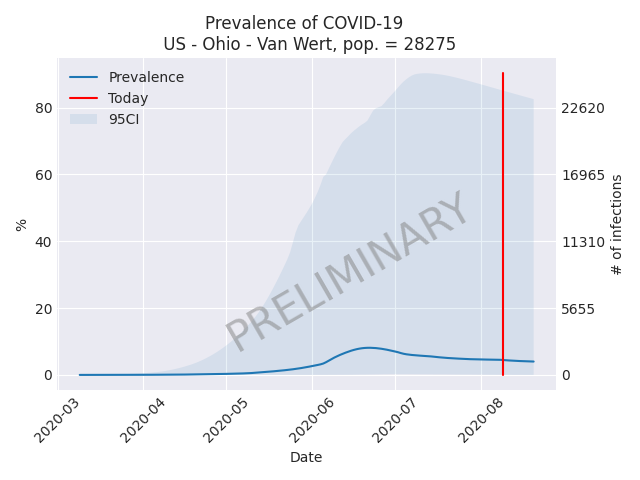 Prevalence of COVID-19
US - Ohio - Van Wert, pop. = 28275
Prevalence
Today
95CI
PRELIMINARY
%
80
60
40
20
0
# of infections
22620
16965
11310
5655
0
2020-03
2020-04
2020-05
2020-06
2020-07
2020-08
Date